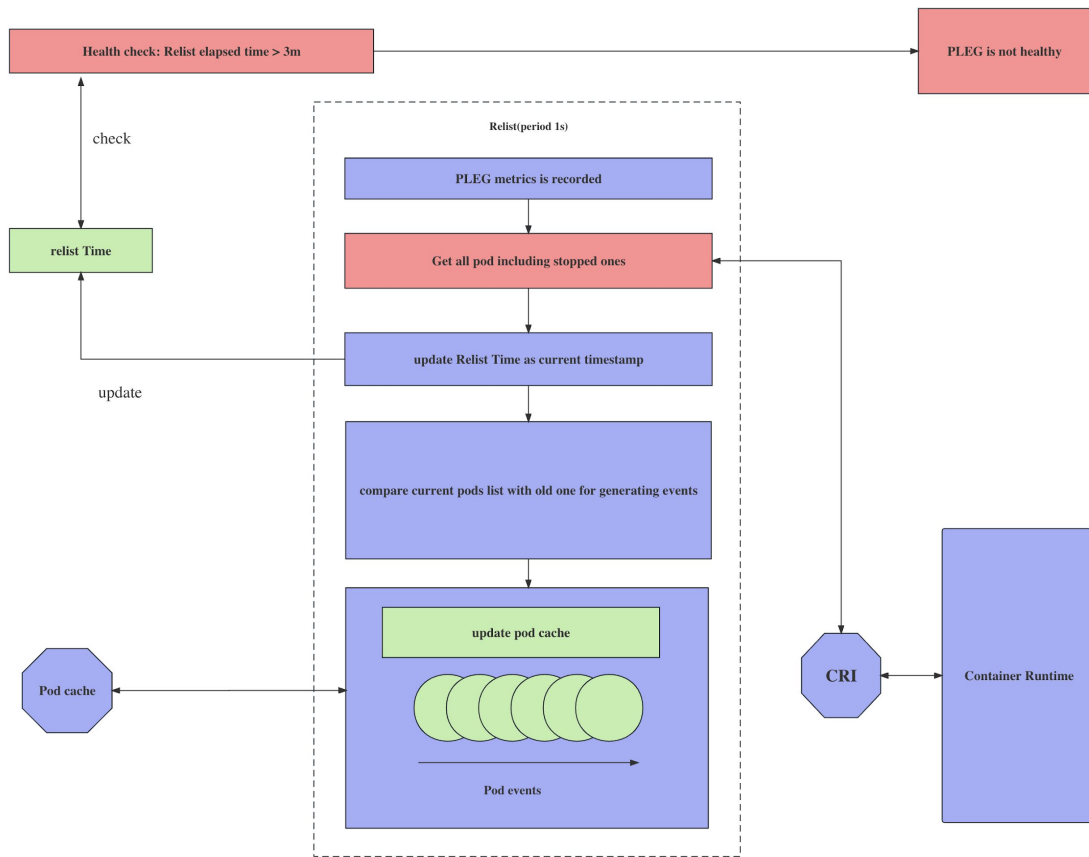 Health check: Relist elapsed time > 3m
PLEG is not healthy
check
Relist(period 1s)
PLEG metrics is recorded
relist Time
Get all pod including stopped ones
update Relist Time as current timestamp
update
compare current pods list with old one for generating events
update pod cache
Pod cache
CRI
Container Runtime
Pod events